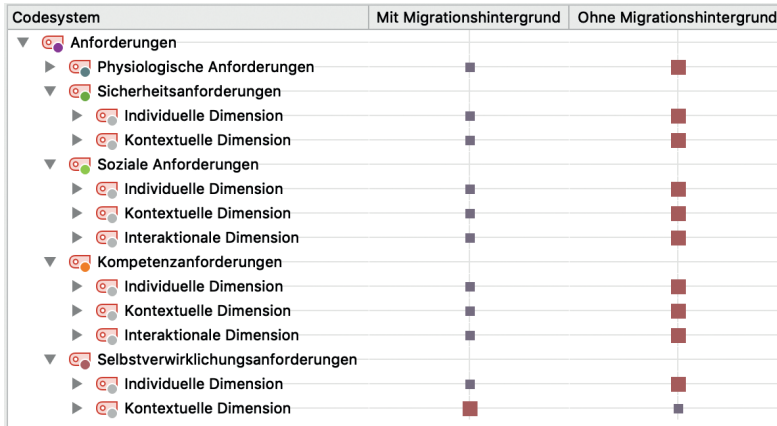 Codesystem Mit Migrationshintergrund Ohne Migrationshintergrund
Anforderungen
Physiologische Anforderungen
Sicherheitsanforderungen
Individuelle Dimension
Kontextuelle Dimension
Soziale Anforderungen
Individuelle Dimension
Kontextuelle Dimension
Interaktionale Dimension
Kompetenzanforderungen
Individuelle Dimension
Kontextuelle Dimension
Interaktionale Dimension
Selbstverwirklichungsanforderungen
Individuelle Dimension
Kontextuelle Dimension